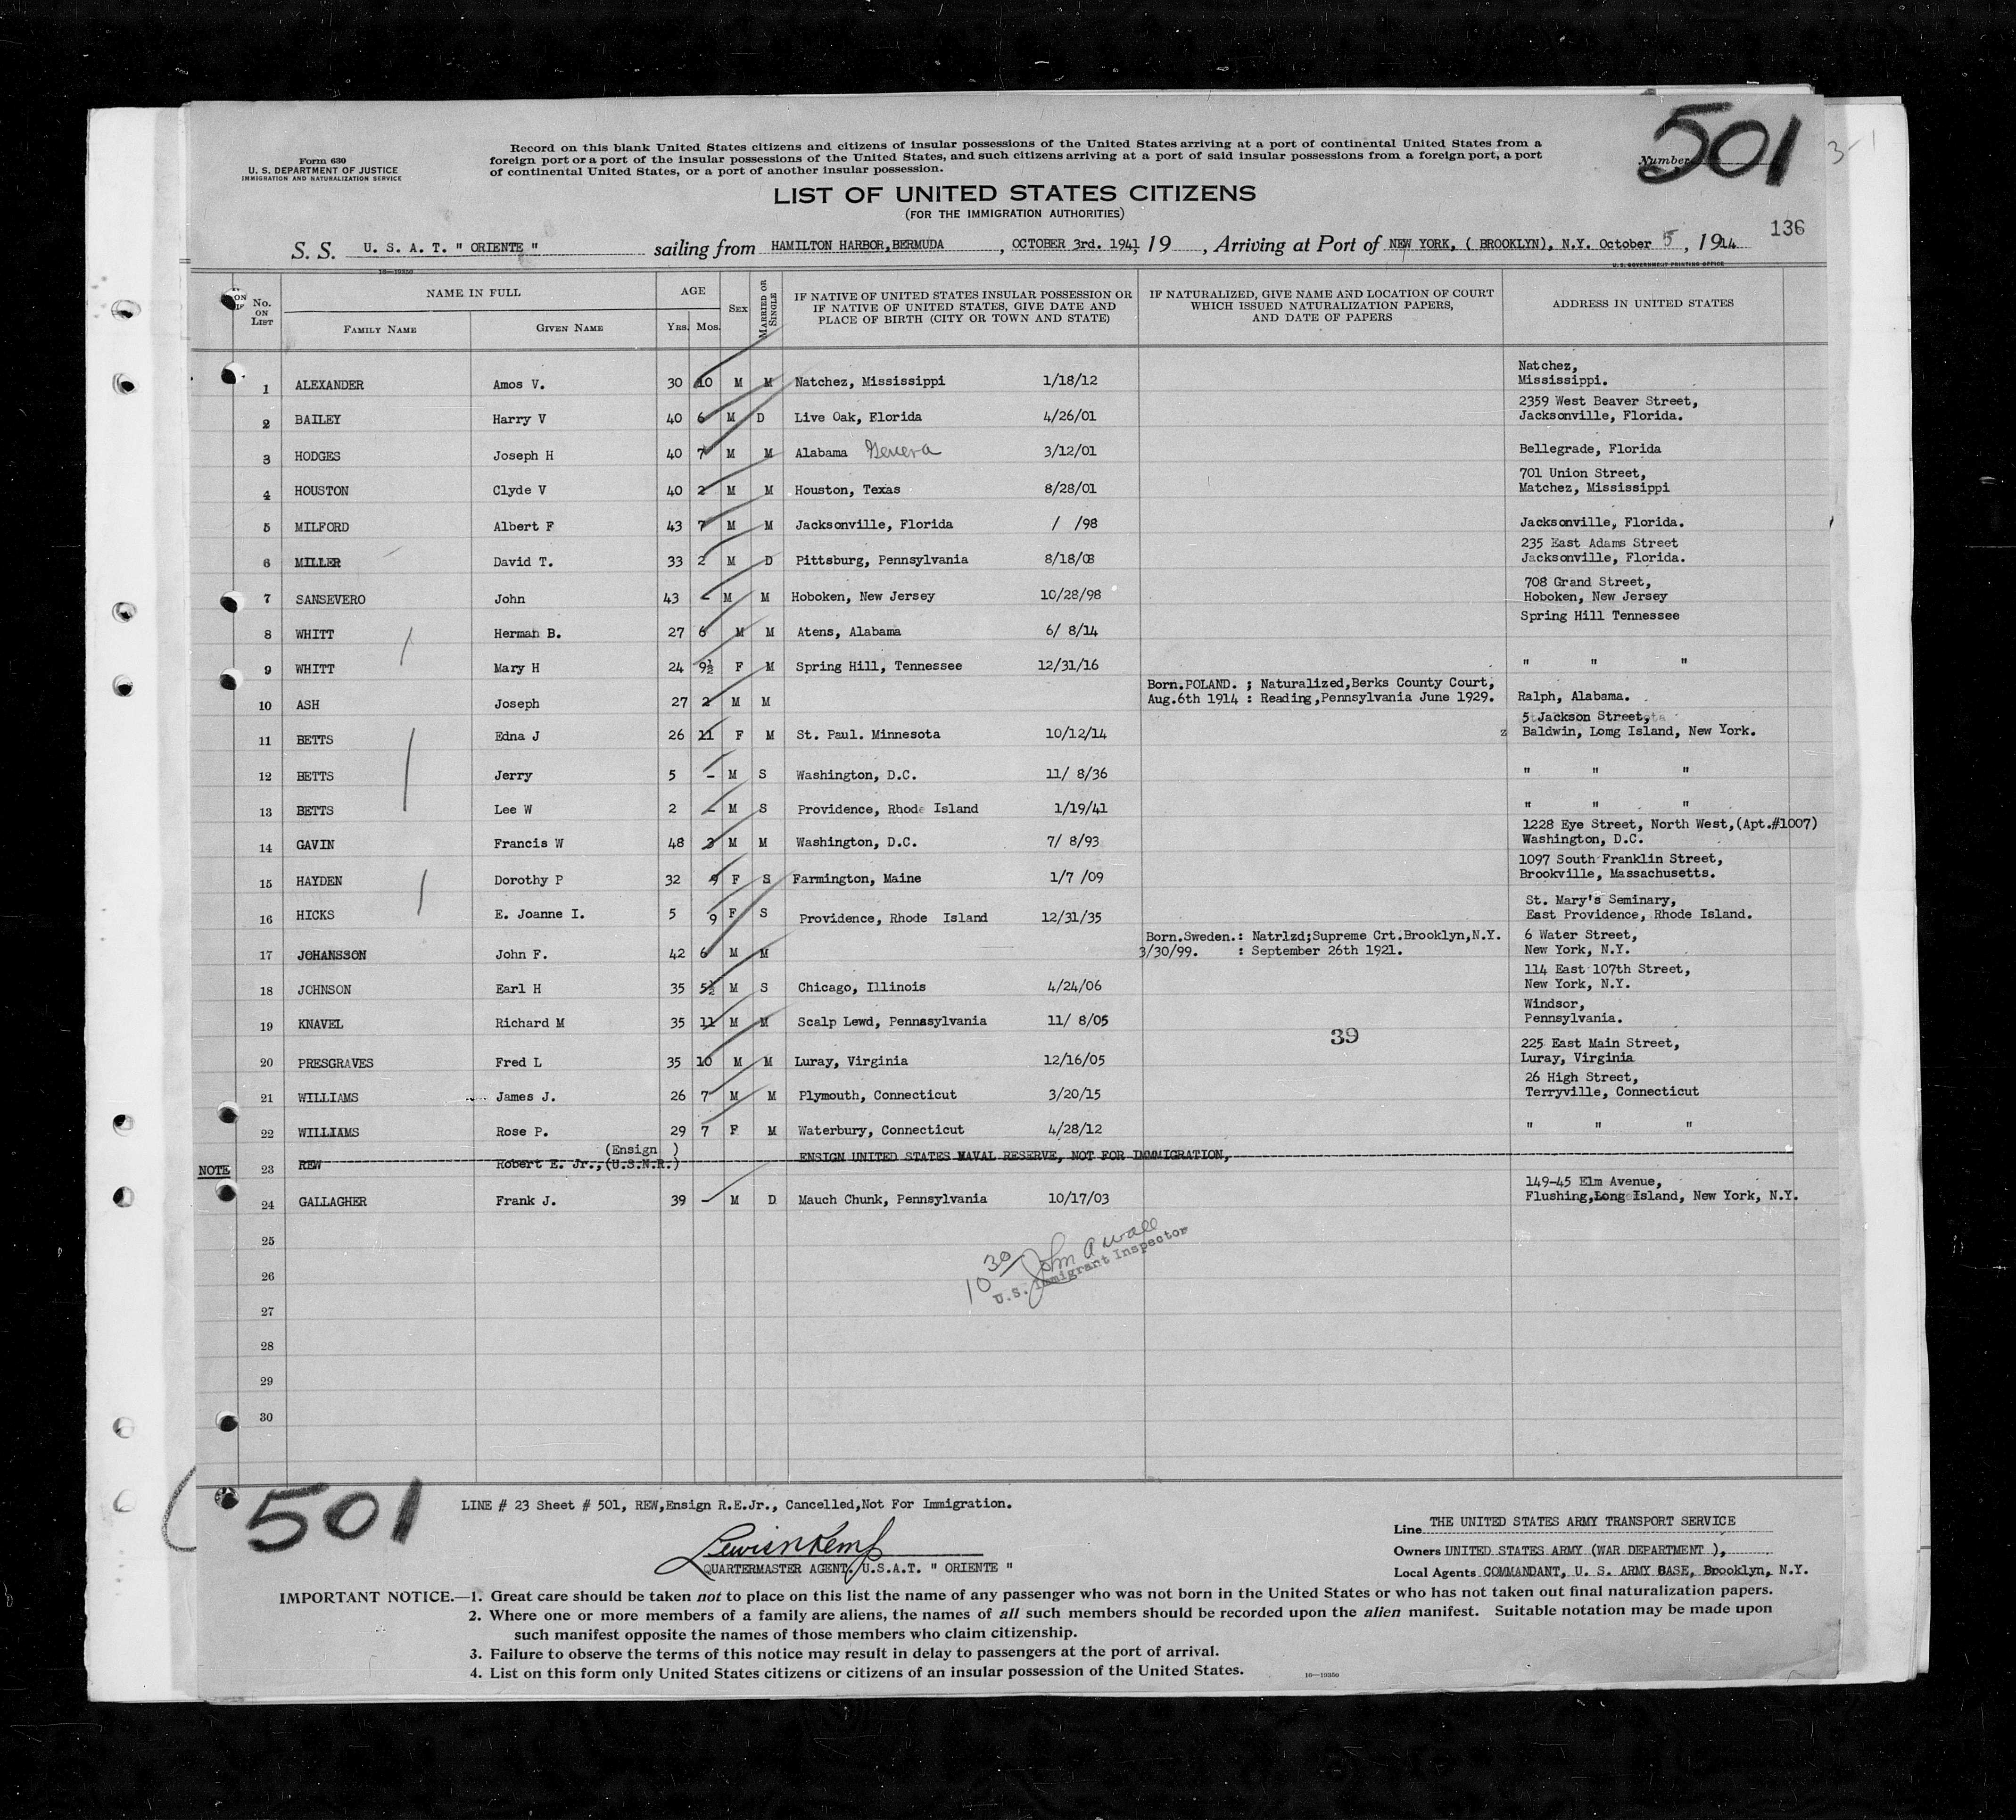 Form 630
U. S. DEPARTMENT OF JUSTICE
IMMIGRATION AND NATURALIZATION SERVICE
Record on this blank United States citizens and citizens of insular possessions of the United States arriving at a port of continental United States from a
foreign port or a port of the insular possessions of the United States, and such citizens arriving at a port of said insular possessions from a foreign port, a port
of continental United States, or a port of another insular possession.
Number
501
3-1
LIST OF UNITED STATES CITIZENS
(FOR THE IMMIGRATION AUTHORITIES)
136
S. S. U. S. A. T. " ORIENTE " sailing from HAMILTON HARBOR, BERMUDA , OCTOBER 3rd. 1941, 19 , Arriving at Port of NEW YORK, ( BROOKLYN), N.Y. October 5 , 1914
16—19350
U. S. GOVERNMENT PRINTING OFFICE
No. ON LIST
NAME IN FULL
FAMILY NAME GIVEN NAME
AGE
YRS. MOS.
SEX
MARRIED OR SINGLE
IF NATIVE OF UNITED STATES INSULAR POSSESSION OR
IF NATIVE OF UNITED STATES, GIVE DATE AND
PLACE OF BIRTH (CITY OR TOWN AND STATE)
IF NATURALIZED, GIVE NAME AND LOCATION OF COURT
WHICH ISSUED NATURALIZATION PAPERS,
AND DATE OF PAPERS
ADDRESS IN UNITED STATES
Natchez,
1 ALEXANDER Amos V. 30 10 M M Natchez, Mississippi 1/18/12 Mississippi.
2359 West Beaver Street,
2 BAILEY Harry V 40 6 M D Live Oak, Florida 4/26/01 Jacksonville, Florida.
3 HODGES Joseph H 40 7 M M Alabama Geneva 3/12/01 Bellegrade, Florida
701 Union Street,
4 HOUSTON Clyde V 40 2 M M Houston, Texas 8/28/01 Matchez, Mississippi
5 MILFORD Albert F 43 7 M M Jacksonville, Florida / /98 Jacksonville, Florida.
235 East Adams Street
6 MILLER David T. 33 2 M D Pittsburg, Pennsylvania 8/18/08 Jacksonville, Florida.
708 Grand Street,
7 SANSEVERO John 43 - M M Hoboken, New Jersey 10/28/98 Hoboken, New Jersey
8 WHITT Herman B. 27 6 M M Atens, Alabama 6/ 8/14 Spring Hill Tennessee
9 WHITT Mary H 24 9½ F M Spring Hill, Tennessee 12/31/16 " " "
Born.POLAND. ; Naturalized,Berks County Court,
10 ASH Joseph 27 2 M M Aug.6th 1914 : Reading,Pennsylvania June 1929. Ralph, Alabama.
5 Jackson Street,
11 BETTS Edna J 26 11 F M St. Paul. Minnesota 10/12/14 z Baldwin, Lomg Island, New York.
12 BETTS Jerry 5 - M S Washington, D.C. 11/ 8/36 " " "
13 BETTS Lee W 2 - M S Providence, Rhode Island 1/19/41 " " "
1228 Eye Street, North West,(Apt.#1007)
14 GAVIN Francis W 48 3 M M Washington, D.C. 7/ 8/93 Washington, D.C.
1097 South Franklin Street,
15 HAYDEN Dorothy P 32 9 F S Farmington, Maine 1/7 /09 Brookville, Massachusetts.
St. Mary's Seminary,
16 HICKS E. Joanne I. 5 9 F S Providence, Rhode Island 12/31/35 East Providence, Rhode Island.
Born.Sweden.: Natrlzd;Supreme Crt.Brooklyn,N.Y. 6 Water Street,
17 JOHANSSON John F. 42 6 M M 3/30/99. : September 26th 1921. New York, N.Y.
114 East 107th Street,
18 JOHNSON Earl H 35 5½ M S Chicago, Illinois 4/24/06 New York, N.Y.
Windsor,
19 KNAVEL Richard M 35 11 M M Scalp Lewd, Pennasylvania 11/ 8/05 Pennsylvania.
39
225 East Main Street,
20 PRESGRAVES Fred L 35 10 M M Luray, Virginia 12/16/05 Luray, Virginia
26 High Street,
21 WILLIAMS James J. 26 7 M M Plymouth, Connecticut 3/20/15 Terryville, Connecticut
22 WILLIAMS Rose P. 29 7 F M Waterbury, Connecticut 4/28/12 " " "
(Ensign )
NOTE 23 REW Robert E. Jr.,(U.S.N.R.) ENSIGN UNITED STATES NAVAL RESERVE, NOT FOR IMMIGRATION,
149-45 Elm Avenue,
24 GALLAGHER Frank J. 39 - M D Mauch Chunk, Pennsylvania 10/17/03 Flushing,Long Island, New York, N.Y.
25
10 30 John A Wall
U.S. Immigrant Inspector
26
27
28
29
30
501
LINE # 23 Sheet # 501, REW,Ensign R.E.Jr., Cancelled,Not For Immigration.
Lewis N Kemp
QUARTERMASTER AGENT. U.S.A.T. " ORIENTE "
Line THE UNITED STATES ARMY TRANSPORT SERVICE
Owners UNITED STATES ARMY (WAR DEPARTMENT ),
Local Agents COMMANDANT, U. S. ARMY BASE, Brooklyn, N.Y.
IMPORTANT NOTICE.—1. Great care should be taken not to place on this list the name of any passenger who was not born in the United States or who has not taken out final naturalization papers.
2. Where one or more members of a family are aliens, the names of all such members should be recorded upon the alien manifest. Suitable notation may be made upon
such manifest opposite the names of those members who claim citizenship.
3. Failure to observe the terms of this notice may result in delay to passengers at the port of arrival.
4. List on this form only United States citizens or citizens of an insular possession of the United States.
16—19350